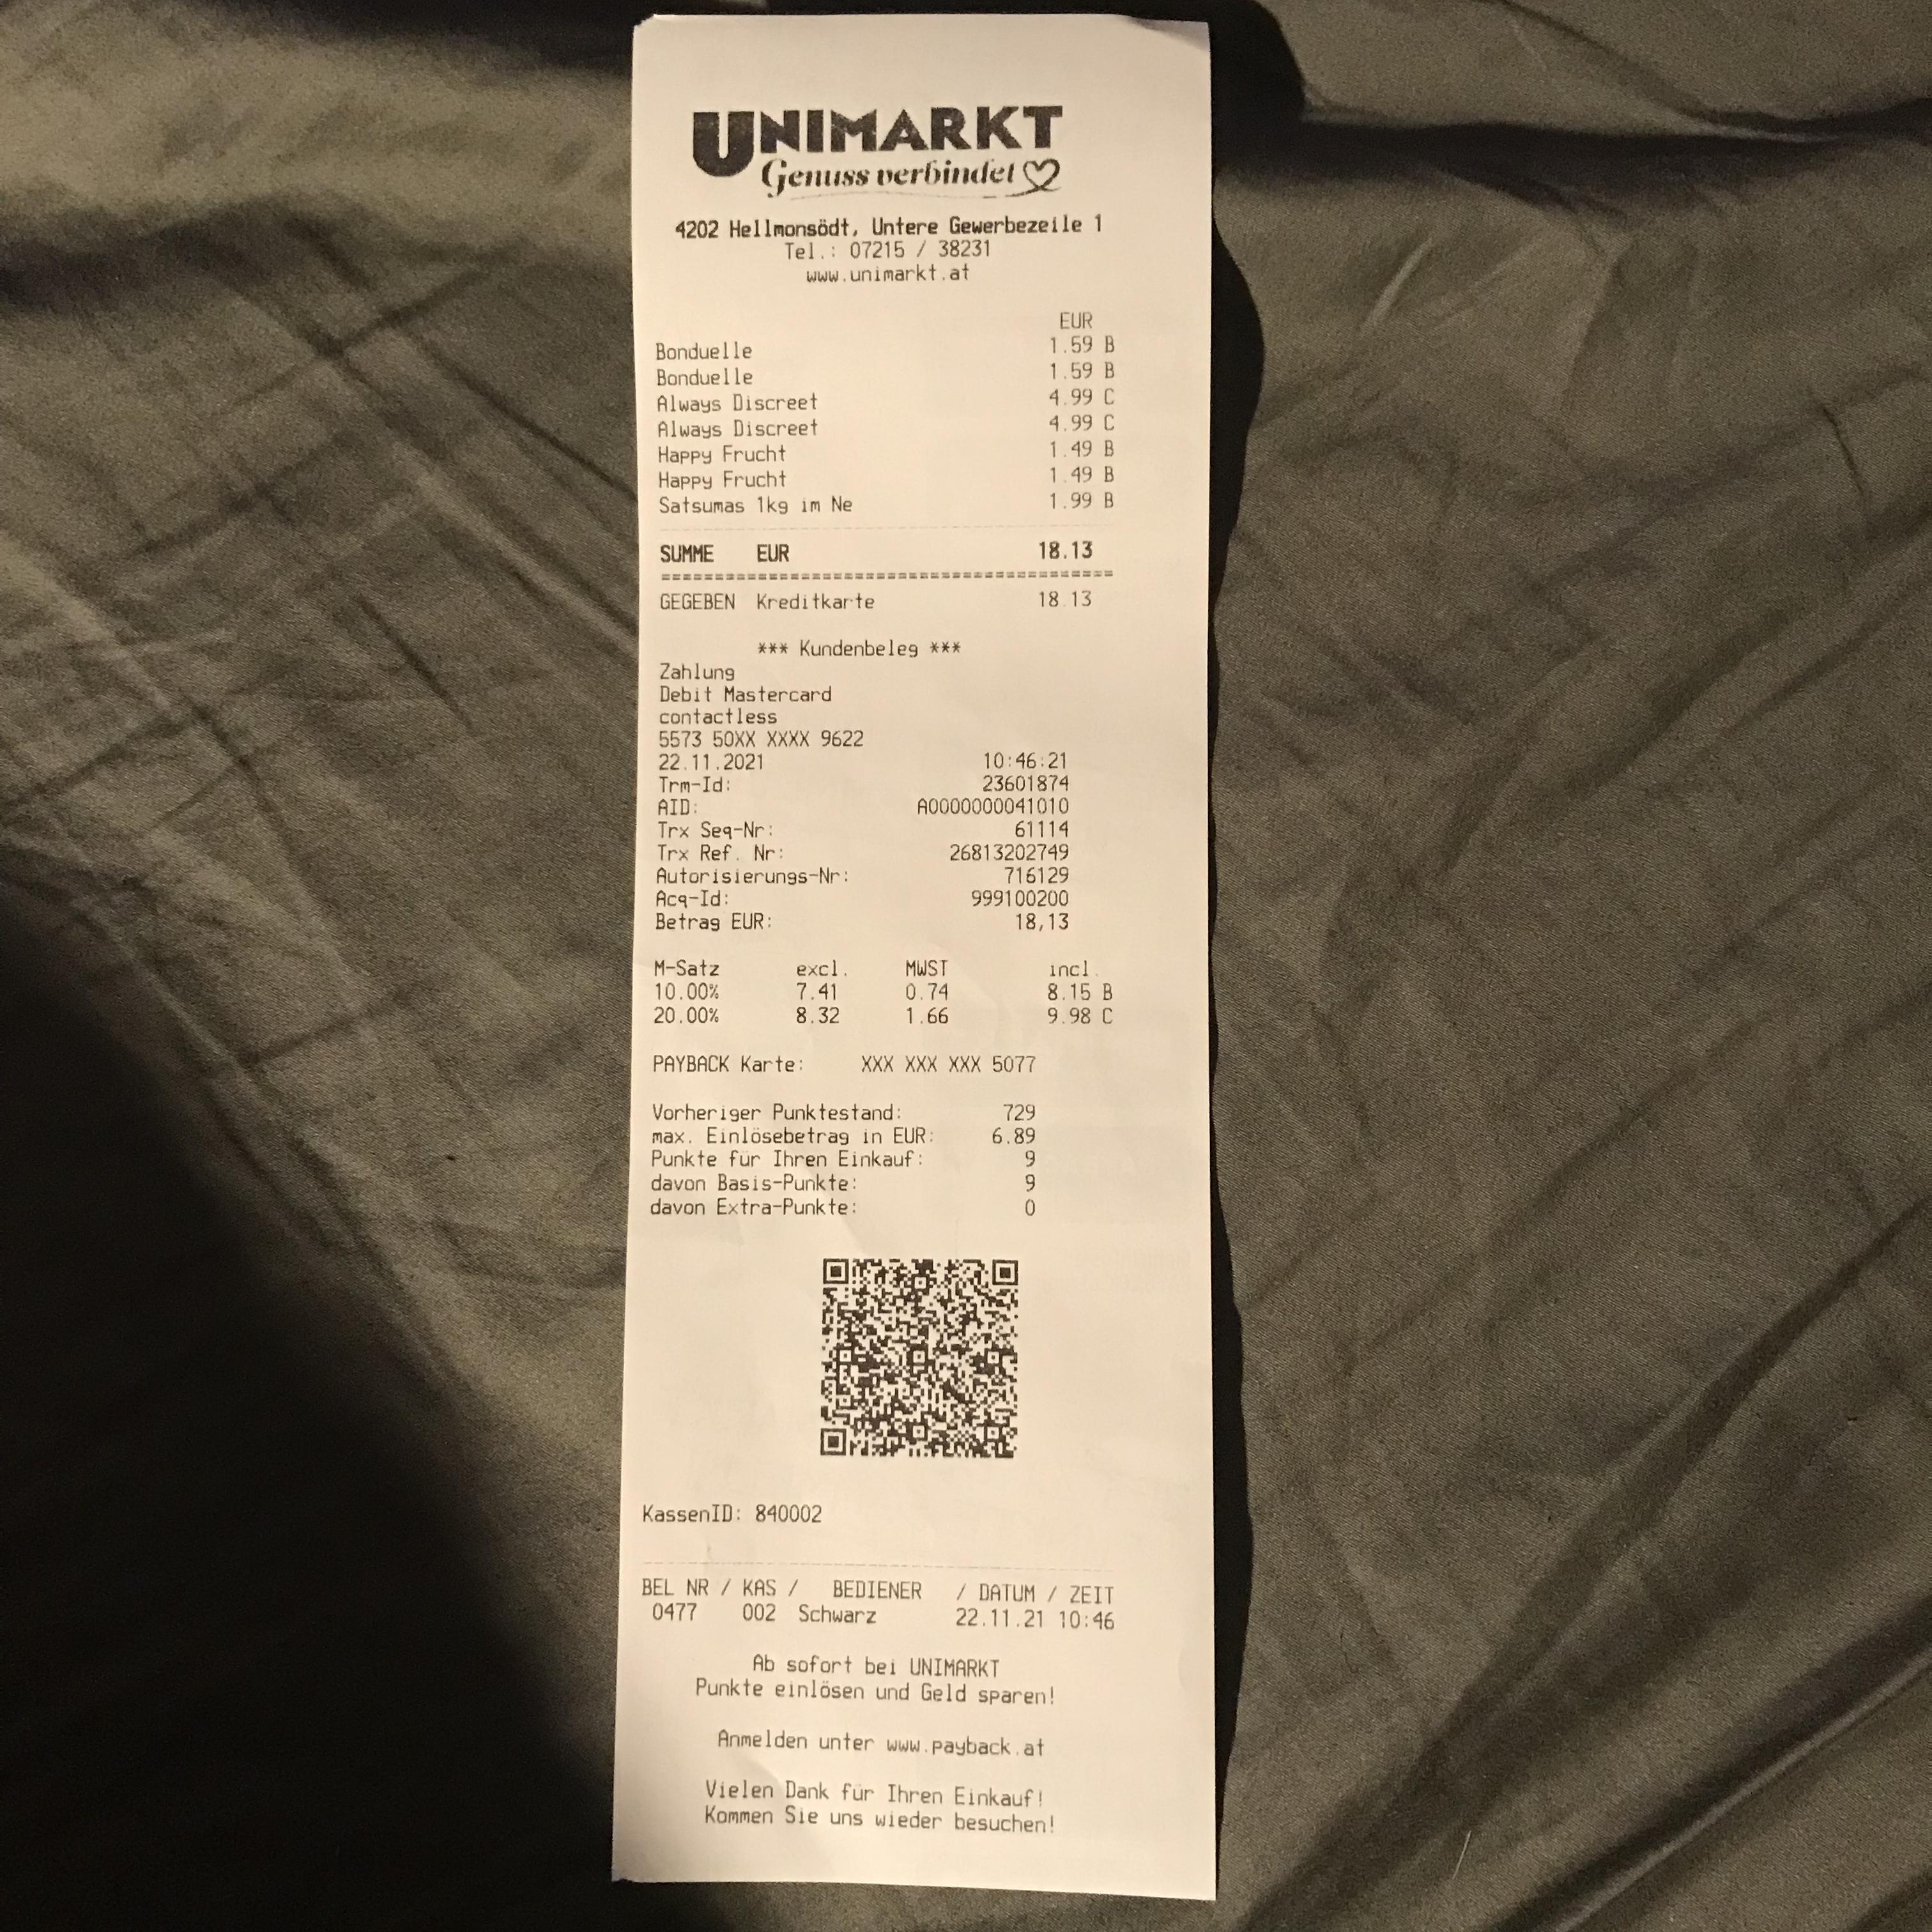 UNIMARKT
Genuss verbindet
4202 Hellmonsödt, Untere Gewerbezeile 1
Tel.: 07215 / 38231
www.unimarkt.at
EUR
Bonduelle 1.59 B
Bonduelle 1.59 B
Always Discreet 4.99 C
Always Discreet 4.99 C
Happy Frucht 1.49 B
Happy Frucht 1.49 B
Satsumas 1kg im Ne 1.99 B
SUMME EUR 18.13
==========================================
GEGEBEN Kreditkarte 18.13
*** Kundenbeleg ***
Zahlung
Debit Mastercard
contactless
5573 50XX XXXX 9622
22.11.2021 10:46:21
Trm-Id: 23601874
AID: A0000000041010
Trx Seq-Nr: 61114
Trx Ref. Nr: 26813202749
Autorisierungs-Nr: 716129
Acq-Id: 999100200
Betrag EUR: 18,13
M-Satz excl. MWST incl.
10.00% 7.41 0.74 8.15 B
20.00% 8.32 1.66 9.98 C
PAYBACK Karte: XXX XXX XXX 5077
Vorheriger Punktestand: 729
max. Einlösebetrag in EUR: 6.89
Punkte für Ihren Einkauf: 9
davon Basis-Punkte: 9
davon Extra-Punkte: 0
KassenID: 840002
BEL NR / KAS / BEDIENER / DATUM / ZEIT
0477 002 Schwarz 22.11.21 10:46
Ab sofort bei UNIMARKT
Punkte einlösen und Geld sparen!
Anmelden unter www.payback.at
Vielen Dank für Ihren Einkauf!
Kommen Sie uns wieder besuchen!